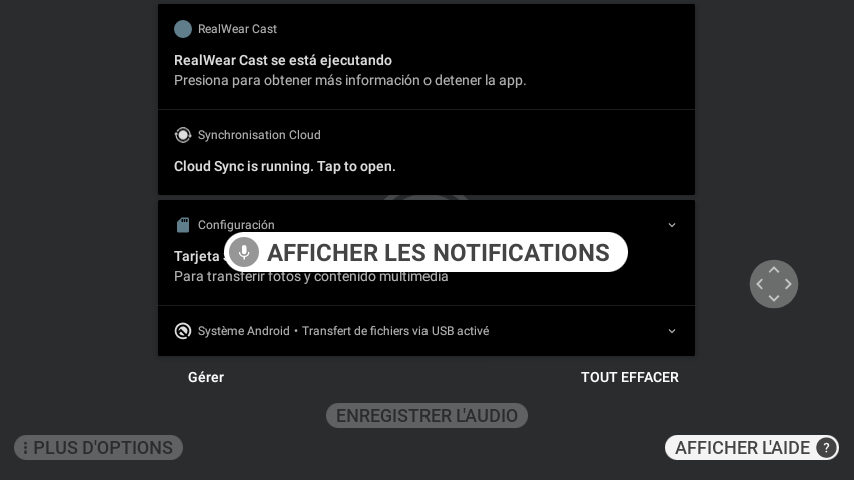 RealWear Cast
RealWear Cast se está ejecutando
Presiona para obtener más información o detener la app.
Synchronisation Cloud
Cloud Sync is running. Tap to open.
Configuración
AFFICHER LES NOTIFICATIONS
Tarjeta
Para transferir fotos y contenido multimedia
Système Android • Transfert de fichiers via USB activé
Gérer
TOUT EFFACER
ENREGISTRER L'AUDIO
PLUS D'OPTIONS
AFFICHER L'AIDE ?